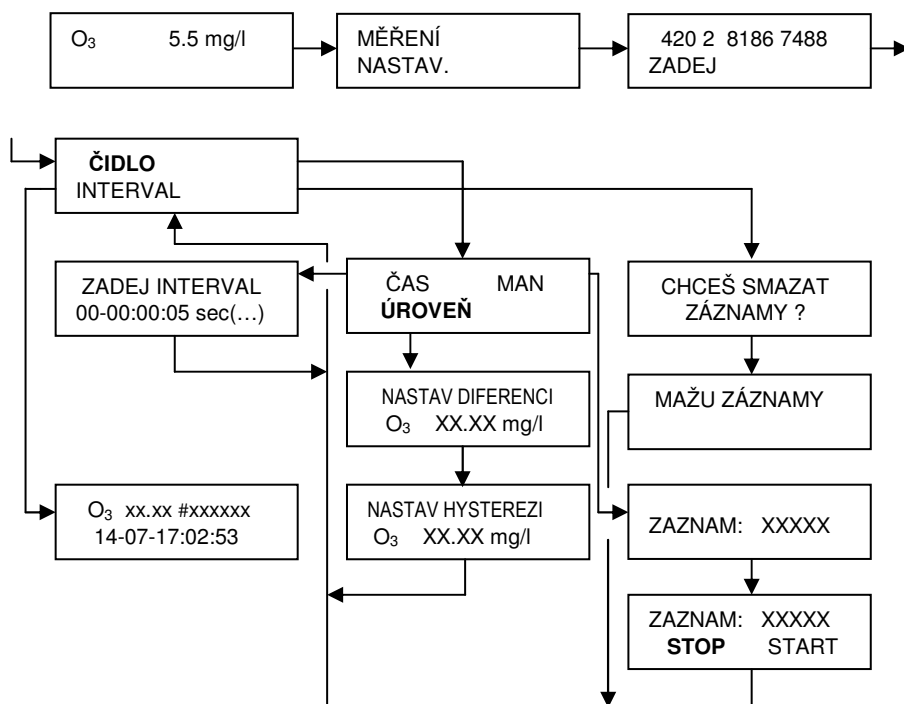 O₃ 5.5 mg/l
MĚŘENÍ
NASTAV.
420 2 8186 7488
ZADEJ
ČIDLO
INTERVAL
ZADEJ INTERVAL
00-00:00:05 sec(…)
ČAS MAN
ÚROVEŇ
CHCEŠ SMAZAT
ZÁZNAMY ?
NASTAV DIFERENCI
O₃ XX.XX mg/l
MAŽU ZÁZNAMY
O₃ xx.xx #xxxxxx
14-07-17:02:53
NASTAV HYSTEREZI
O₃ XX.XX mg/l
ZAZNAM: XXXXX
ZAZNAM: XXXXX
STOP START